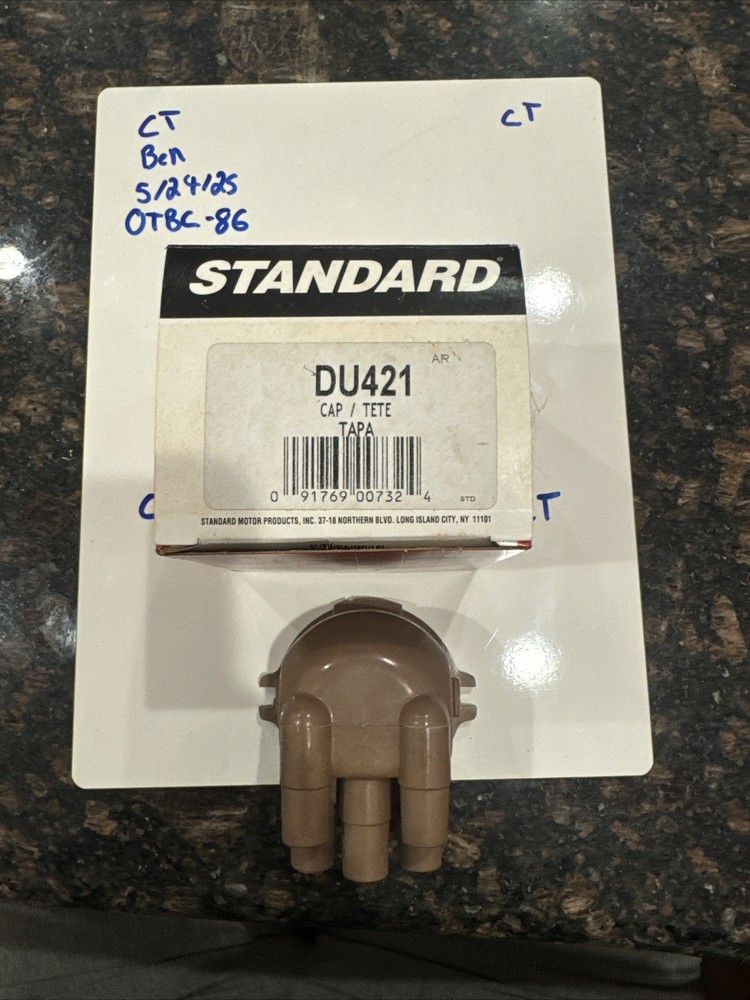 CT
CT
Ben
5/24/25
OTBC-86
STANDARD®
AR
DU421
CAP / TETE
TAPA
0 91769 00732 4
STD
STANDARD MOTOR PRODUCTS, INC. 37-18 NORTHERN BLVD. LONG ISLAND CITY, NY 11101